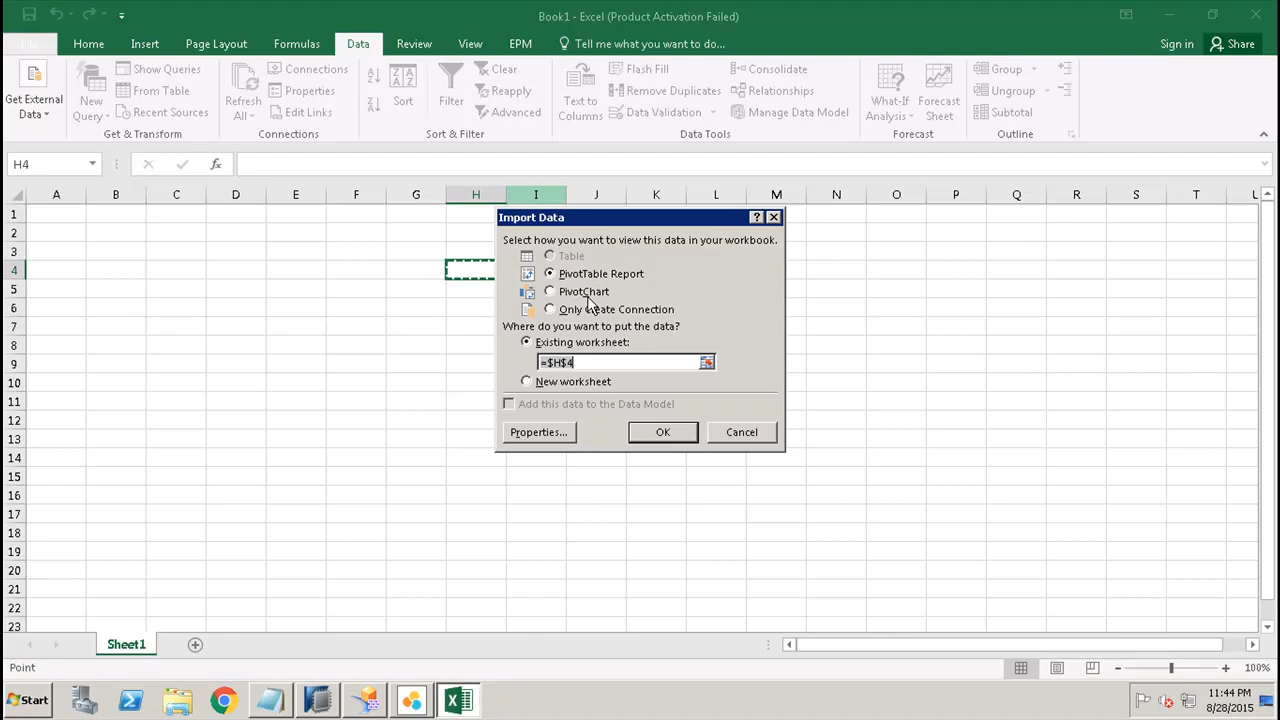 Book1 - Excel (Product Activation Failed)
Home Insert Page Layout Formulas Data Review View EPM Tell me what you want to do... Sign in Share
Get External Data
New Query
Show Queries
From Table
Recent Sources
Get & Transform
Refresh All
Connections
Properties
Edit Links
Connections
Sort
Filter
Clear
Reapply
Advanced
Sort & Filter
Text to Columns
Flash Fill
Remove Duplicates
Data Validation
Consolidate
Relationships
Manage Data Model
Data Tools
What-If Analysis
Forecast Sheet
Forecast
Group
Ungroup
Subtotal
Outline
H4 fx
A B C D E F G H I J K L M N O P Q R S T U
1
2
3
4
5
6
7
8
9
10
11
12
13
14
15
16
17
18
19
20
21
22
23
Import Data ?
Select how you want to view this data in your workbook.
Table
PivotTable Report
PivotChart
Only Create Connection
Where do you want to put the data?
Existing worksheet:
=$H$4
New worksheet
Add this data to the Data Model
Properties... OK Cancel
Sheet1
Point 100%
Start
11:44 PM
8/28/2015